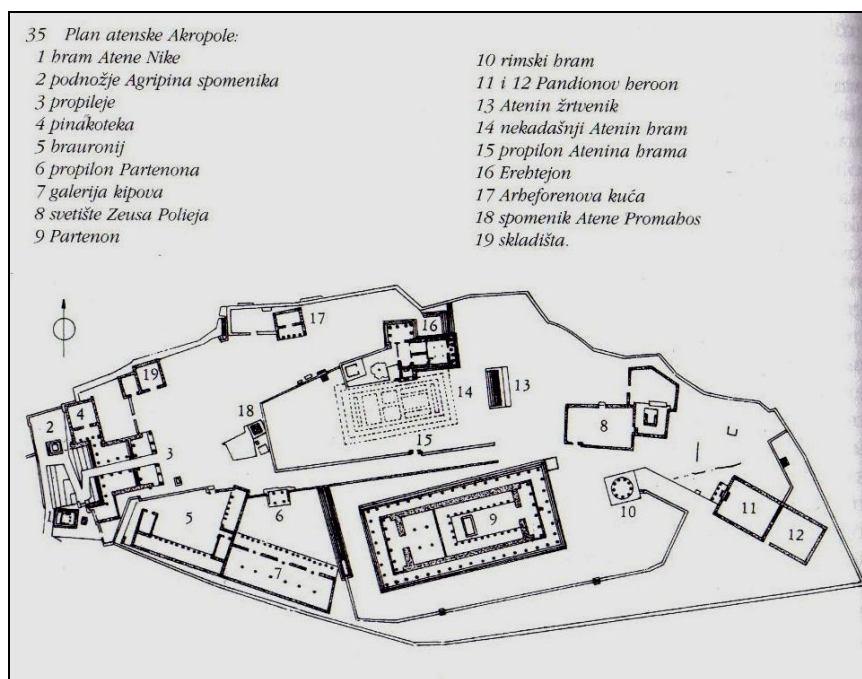 35 Plan atenske Akropole:
1 hram Atene Nike
2 podnožje Agripina spomenika
3 propileje
4 pinakoteka
5 brauronij
6 propilon Partenona
7 galerija kipova
8 svetište Zeusa Polieja
9 Partenon
10 rimski hram
11 i 12 Pandionov heroon
13 Atenin žrtvenik
14 nekadašnji Atenin hram
15 propilon Atenina hrama
16 Erehtejon
17 Arheforenova kuća
18 spomenik Atene Promahos
19 skladišta.
17
16
19
13
14
4
18
2
8
15
3
10
9
5
6
1
11
12
7